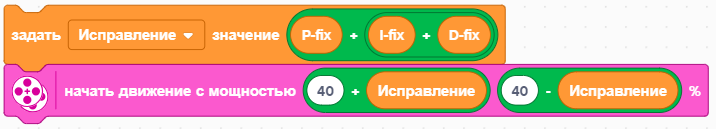 задать Исправление значение P-fix + I-fix + D-fix
начать движение с мощностью 40 + Исправление 40 - Исправление %